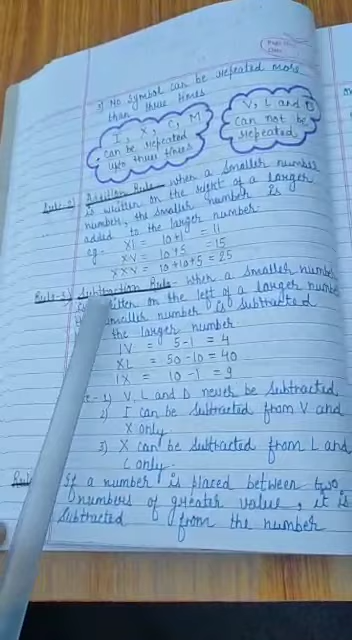 3) No symbol can be repeated more
than three times
I, X, C, M
can be repeated
upto three times
V, L and D
can not be
repeated.
Rule-2) Addition Rule - when a smaller number
is written on the right of a larger
number, the smaller number is
added to the larger number.
eg- XI = 10+1 = 11
XV = 10+5 = 15
XXV = 10+10+5 = 25
Rule-3) Subtraction Rule - when a smaller number
written on the left of a larger number
smaller number is subtracted
the larger number
IV = 5-1 = 4
XL = 50-10 = 40
IX = 10-1 = 9
1) V, L and D never be subtracted
2) I can be subtracted from V and
X only.
3) X can be subtracted from L and
C only.
If a number is placed between two
numbers of greater value, it is
subtracted from the number